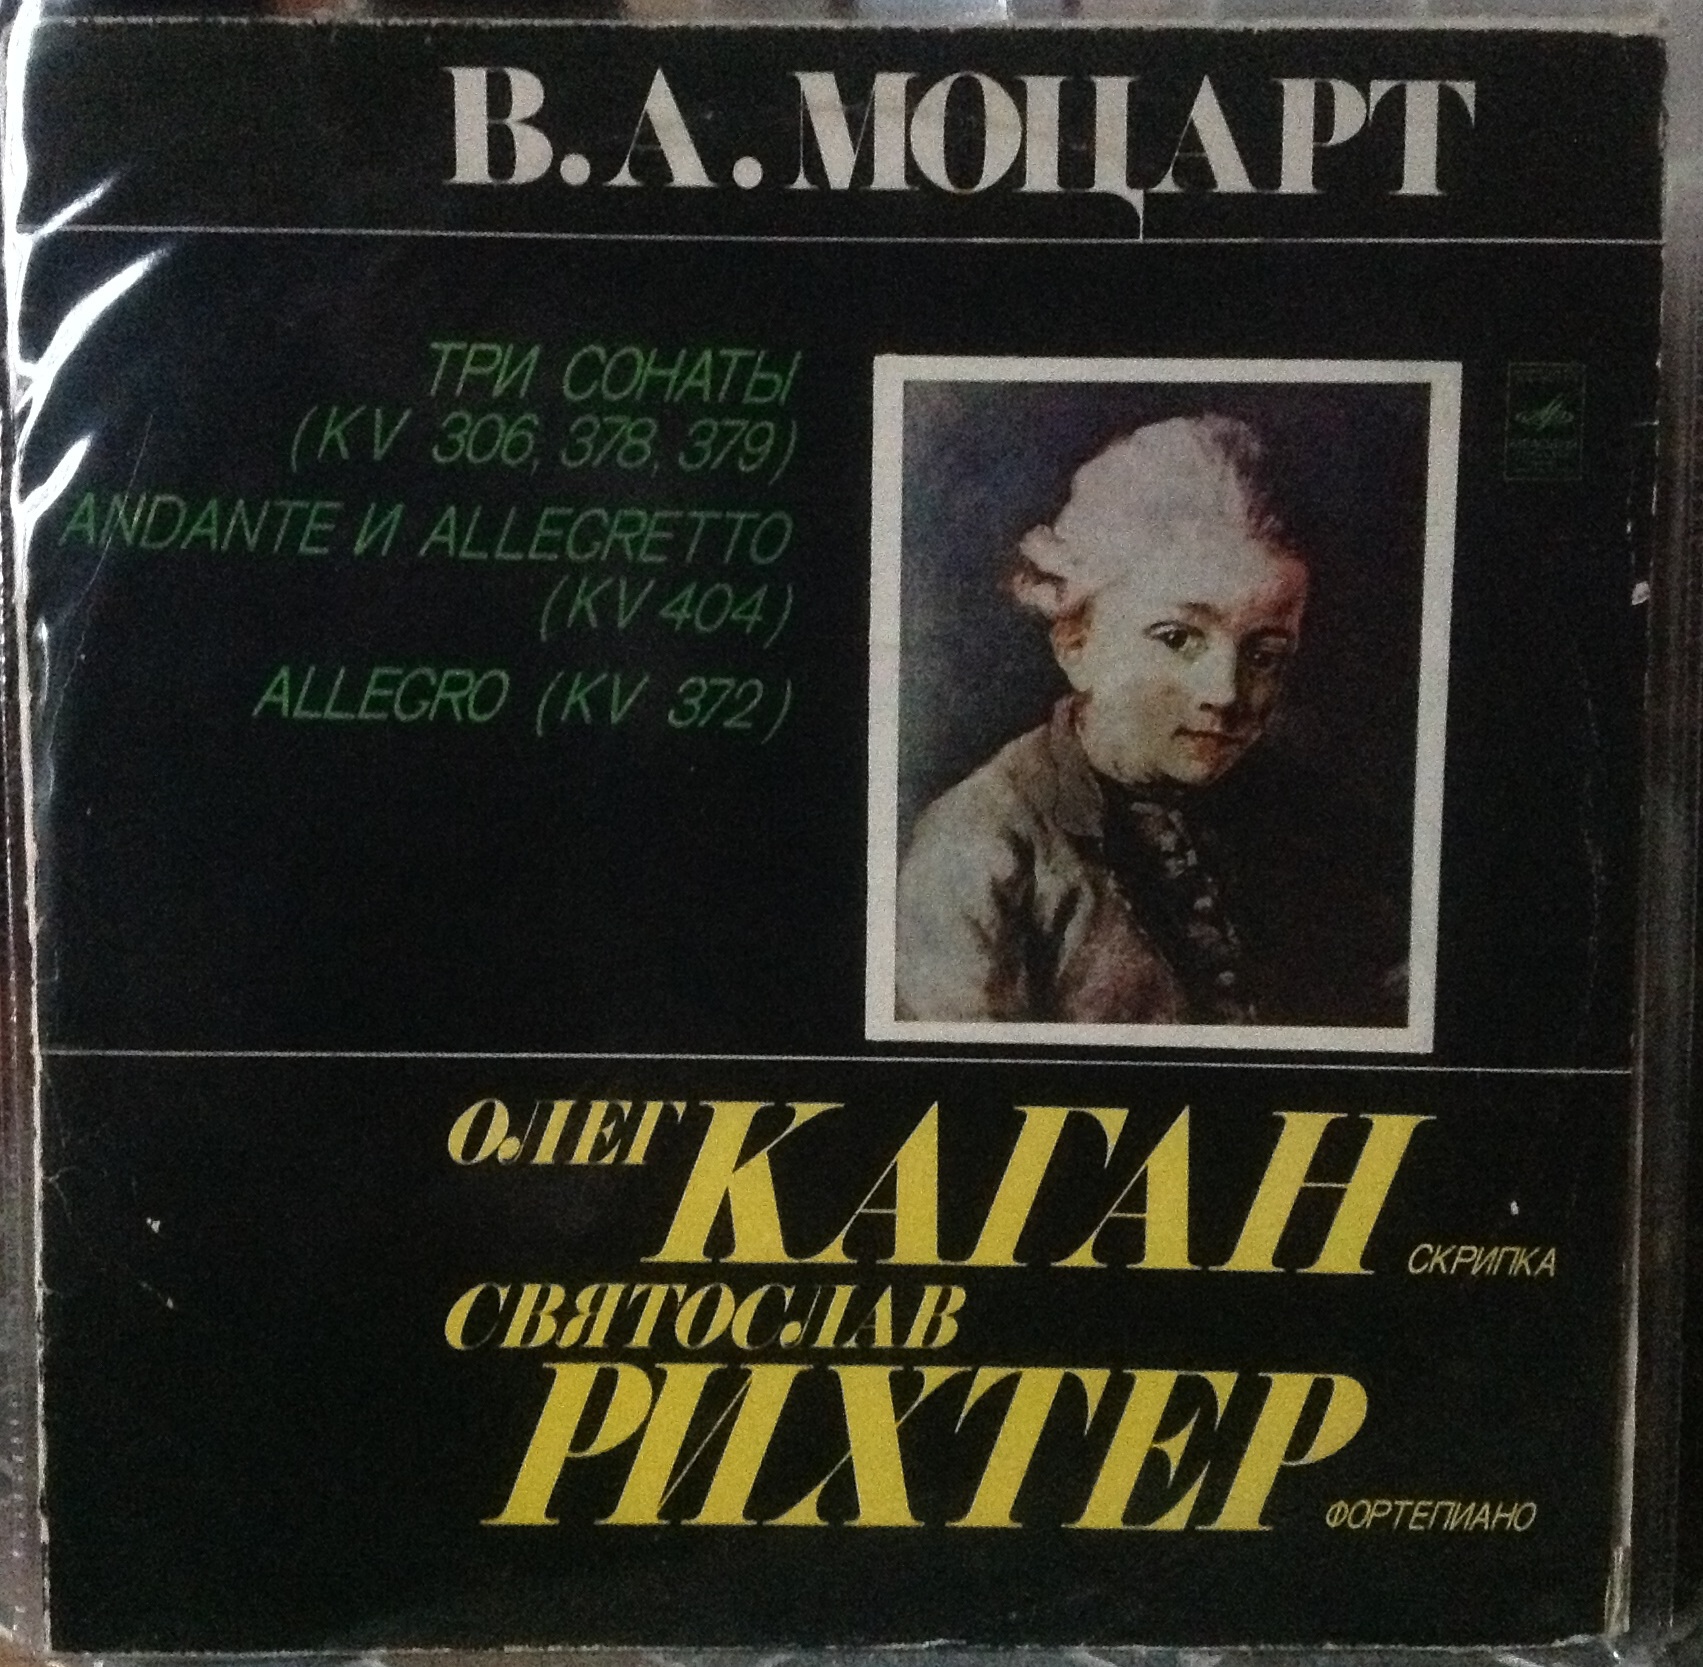 В. А. МОЦАРТ
ТРИ СОНАТЫ
(KV 306, 378, 379)
ANDANTE И ALLEGRETTO
(KV 404)
ALLEGRO (KV 372)
ОЛЕГ КАГАН
СКРИПКА
СВЯТОСЛАВ
РИХТЕР
ФОРТЕПИАНО